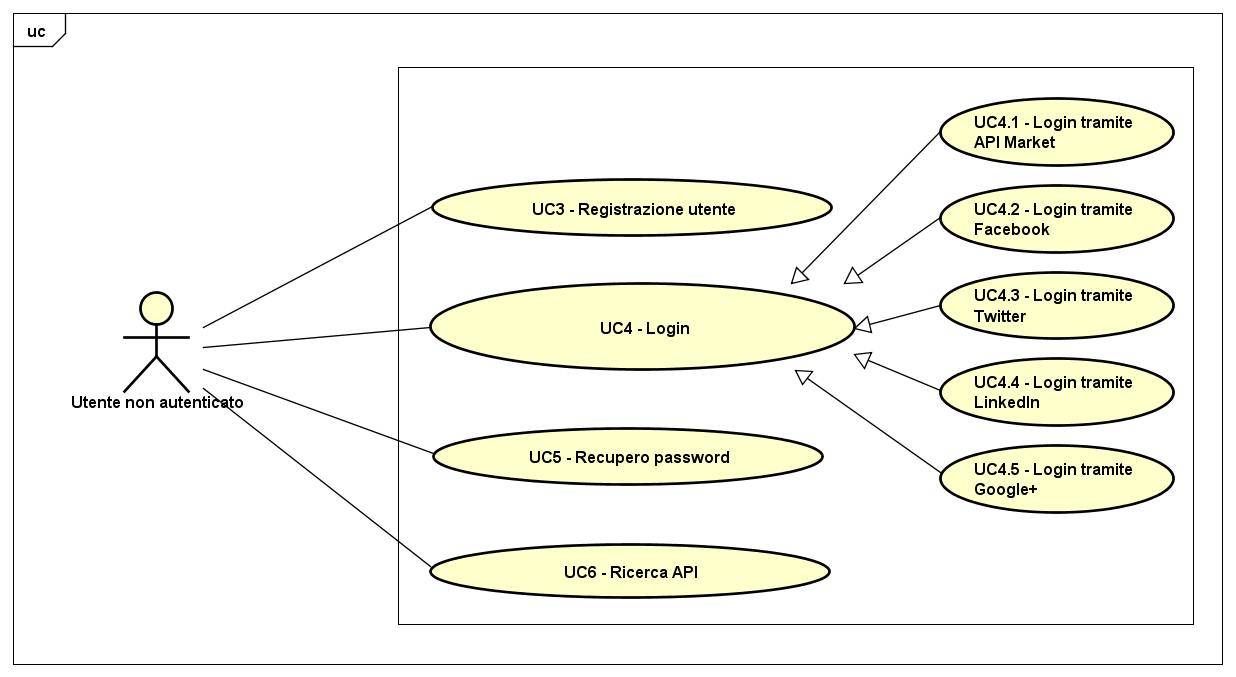 uc
UC4.1 - Login tramite
API Market
UC3 - Registrazione utente
UC4.2 - Login tramite
Facebook
UC4 - Login
UC4.3 - Login tramite
Twitter
Utente non autenticato
UC4.4 - Login tramite
LinkedIn
UC5 - Recupero password
UC4.5 - Login tramite
Google+
UC6 - Ricerca API